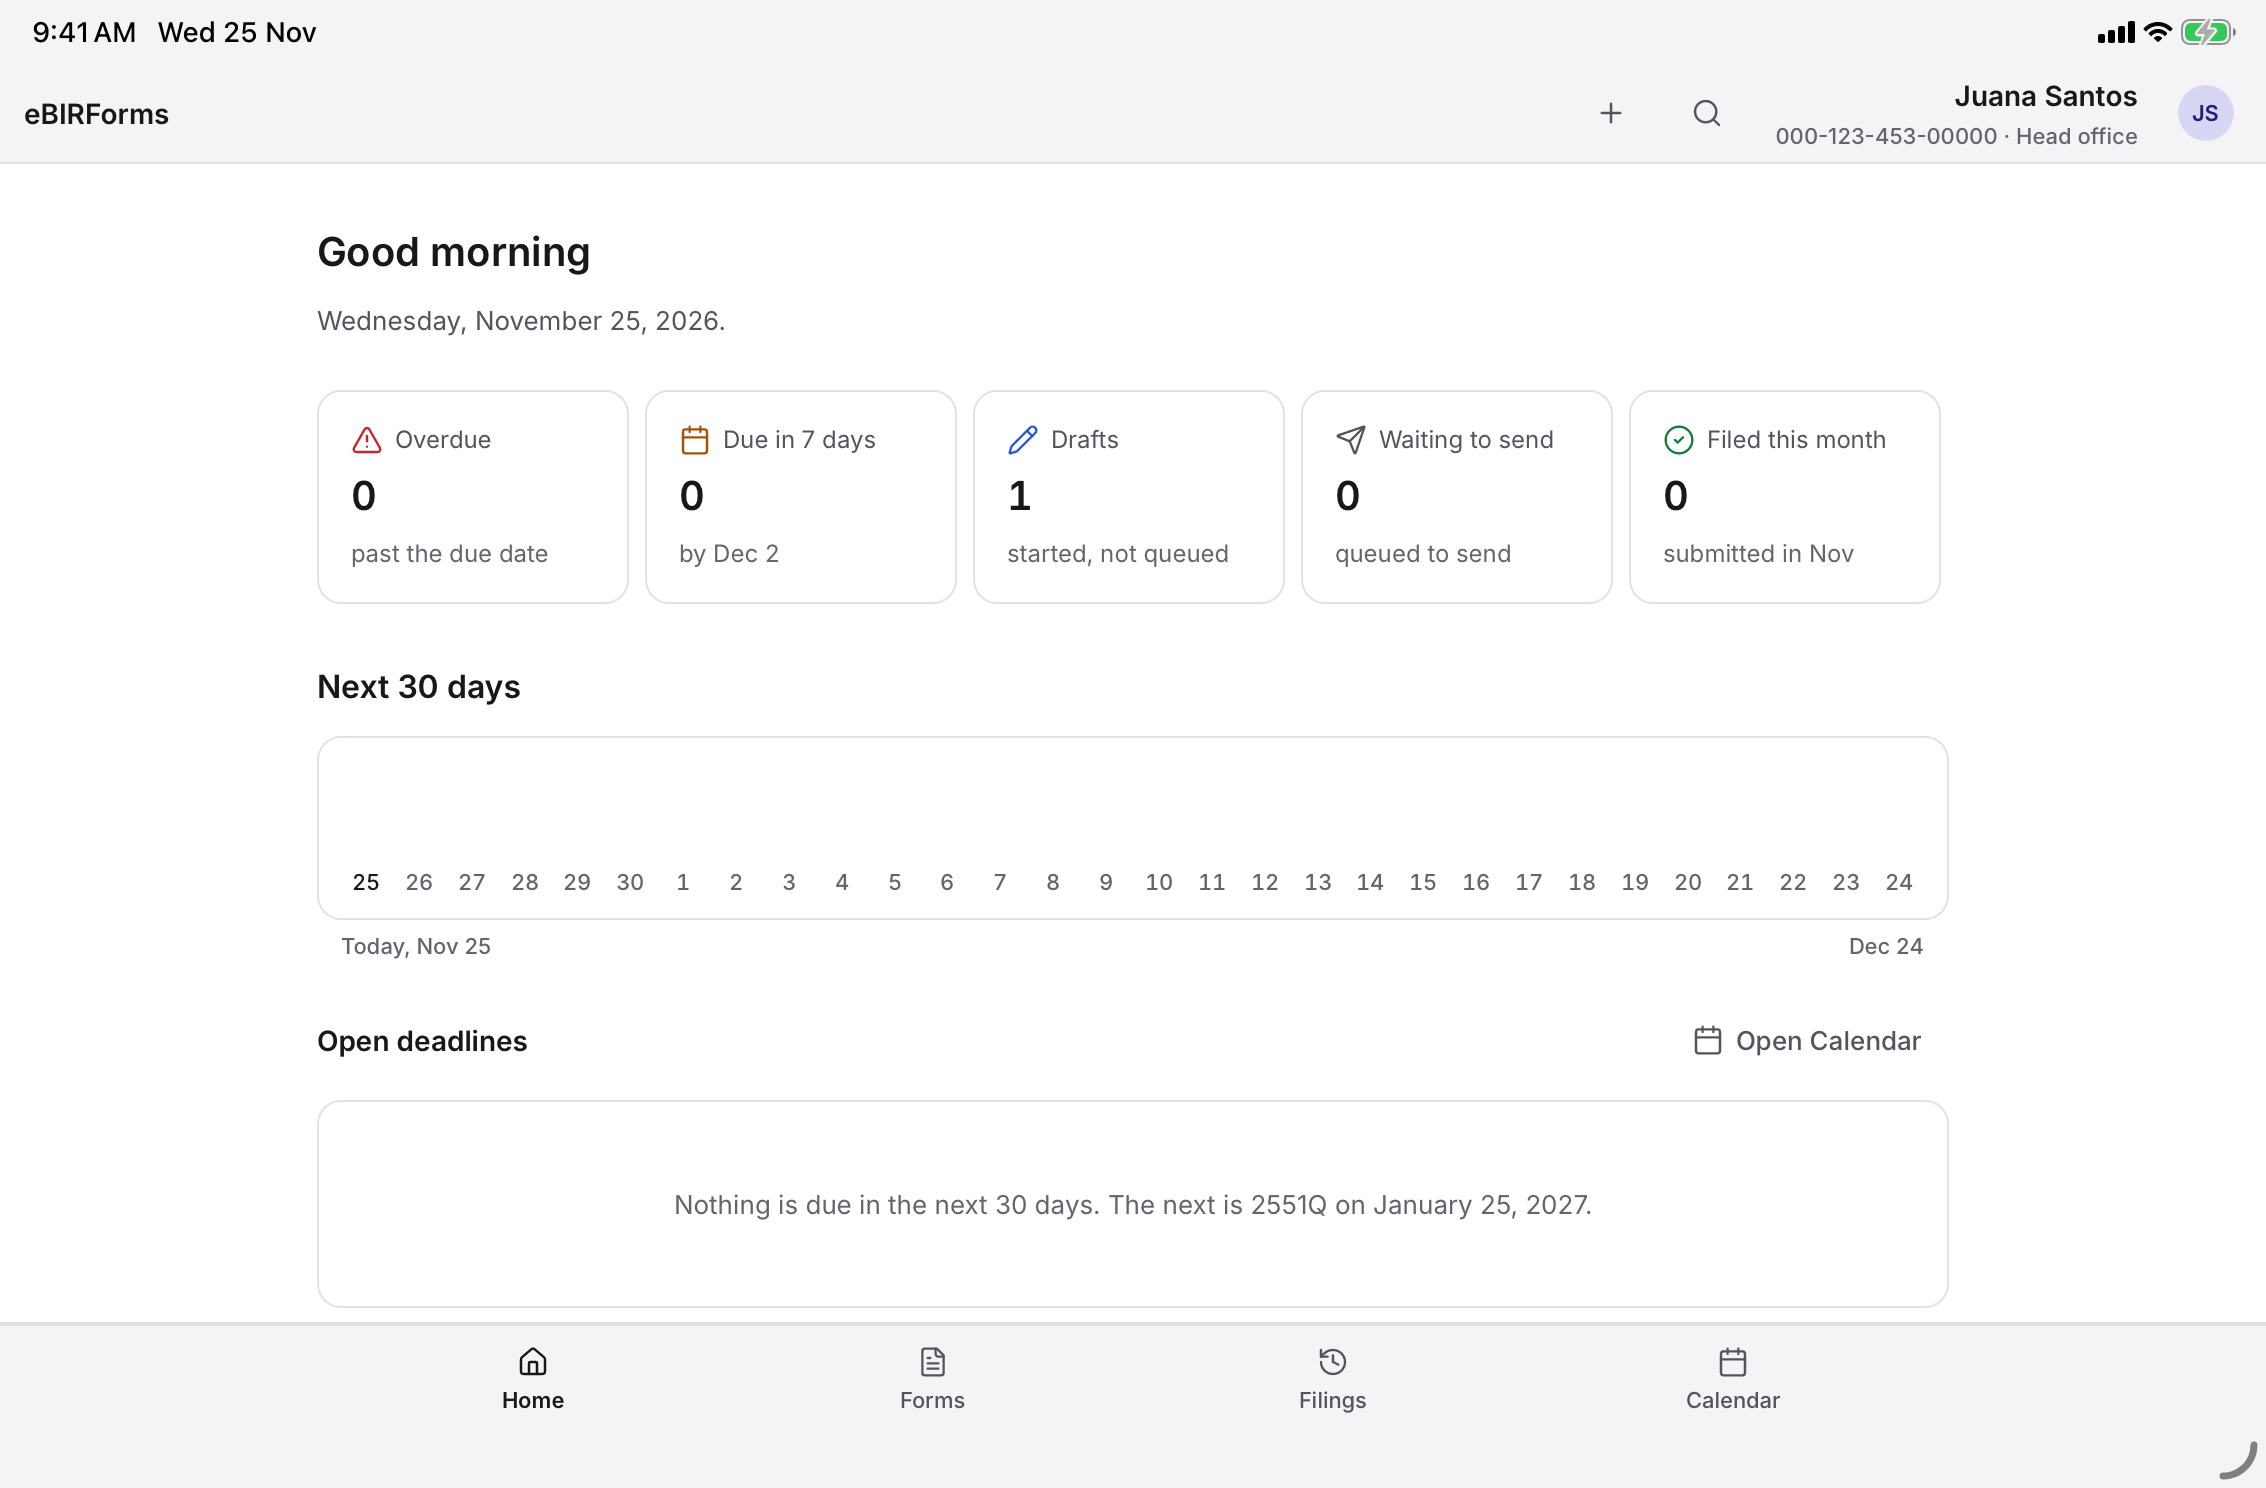 9:41 AM Wed 25 Nov
eBIRForms
Juana Santos
000-123-453-00000 · Head office
JS
Good morning
Wednesday, November 25, 2026.
Overdue
0
past the due date
Due in 7 days
0
by Dec 2
Drafts
1
started, not queued
Waiting to send
0
queued to send
Filed this month
0
submitted in Nov
Next 30 days
25 26 27 28 29 30 1 2 3 4 5 6 7 8 9 10 11 12 13 14 15 16 17 18 19 20 21 22 23 24
Today, Nov 25
Dec 24
Open deadlines
Open Calendar
Nothing is due in the next 30 days. The next is 2551Q on January 25, 2027.
Home
Forms
Filings
Calendar